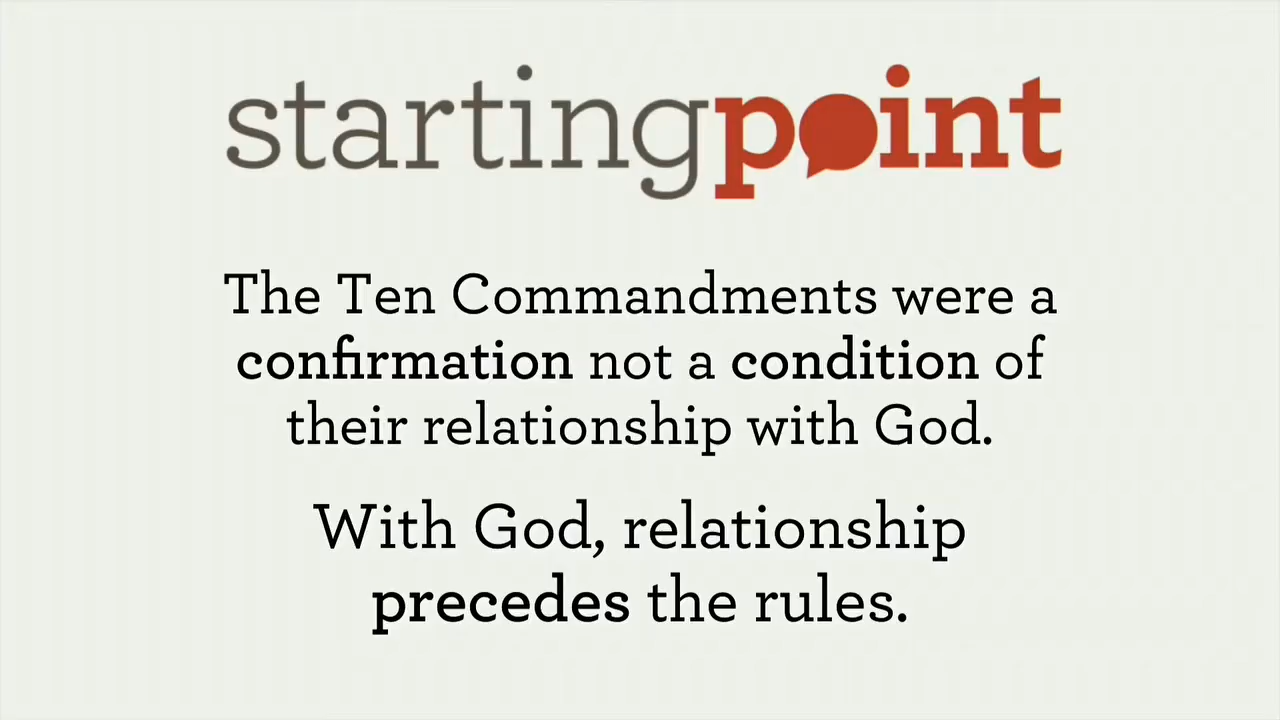 startingpoint
The Ten Commandments were a
confirmation not a condition of
their relationship with God.
With God, relationship
precedes the rules.